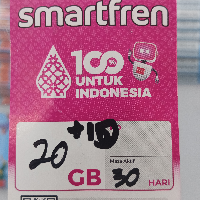 smartfren
100
UNTUK
INDONESIA
+10
20
GB
Masa Aktif
30
HARI